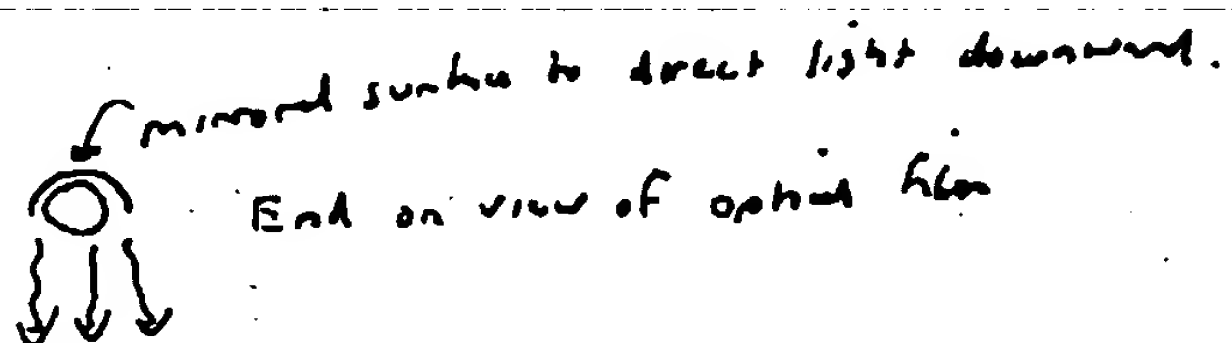 mirrored surface to direct light downward.
End on view of optical fiber